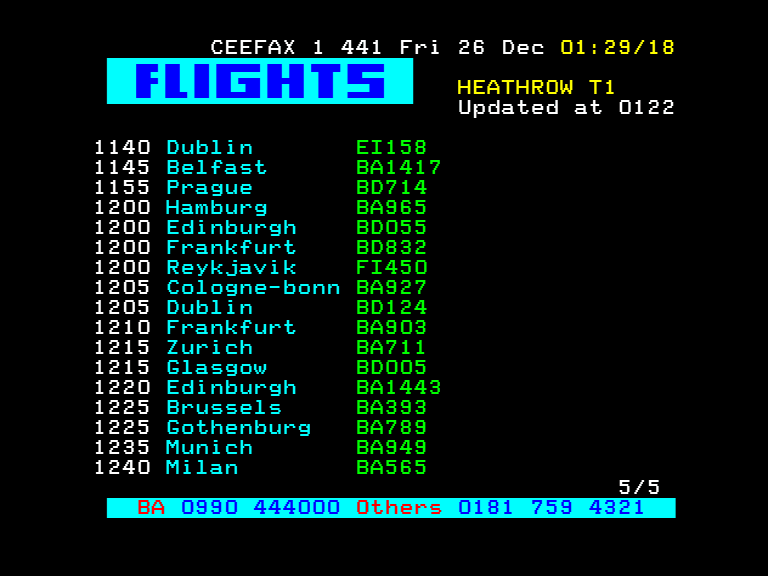 CEEFAX 1 441 Fri 26 Dec 01:29/18
FLIGHTS
HEATHROW T1
Updated at 0122
1140 Dublin EI158
1145 Belfast BA1417
1155 Prague BD714
1200 Hamburg BA965
1200 Edinburgh BD055
1200 Frankfurt BD832
1200 Reykjavik FI450
1205 Cologne-bonn BA927
1205 Dublin BD124
1210 Frankfurt BA903
1215 Zurich BA711
1215 Glasgow BD005
1220 Edinburgh BA1443
1225 Brussels BA393
1225 Gothenburg BA789
1235 Munich BA949
1240 Milan BA565
5/5
BA 0990 444000 Others 0181 759 4321